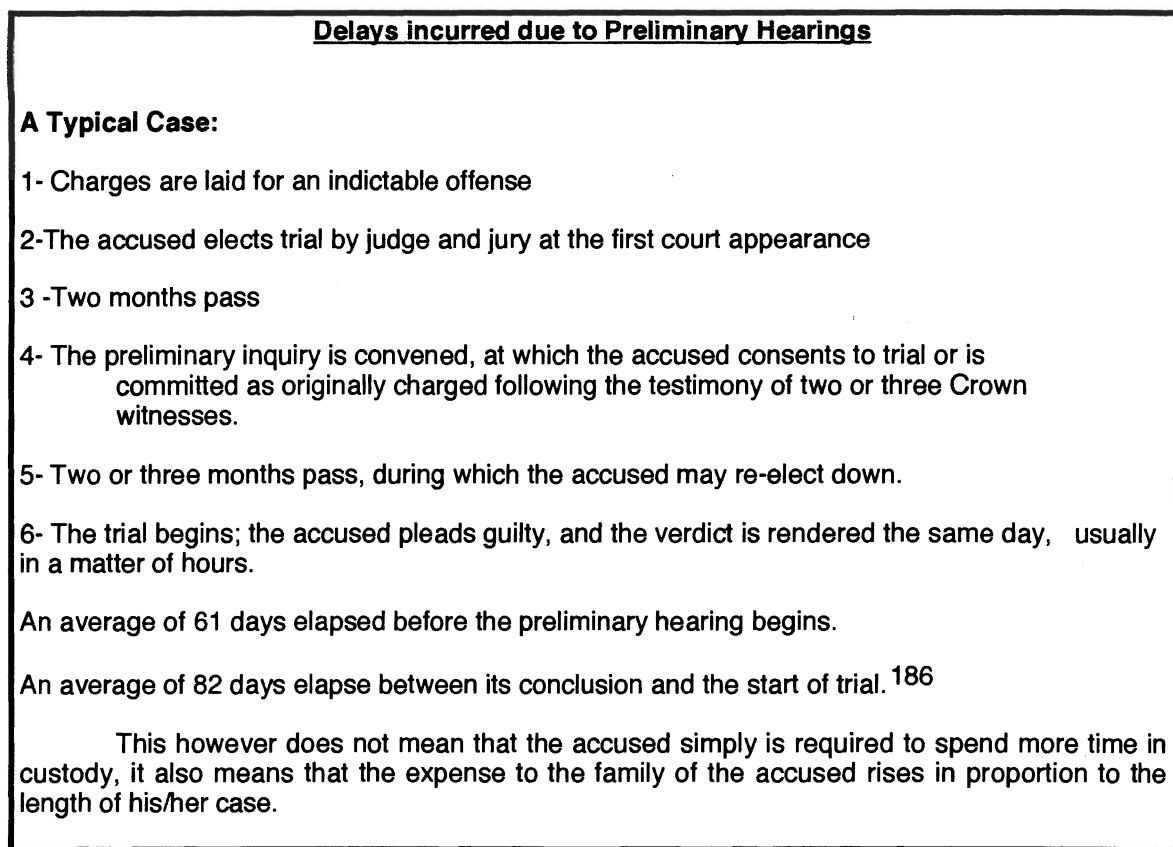 Delays incurred due to Preliminary Hearings
A Typical Case:
1- Charges are laid for an indictable offense
2-The accused elects trial by judge and jury at the first court appearance
3 -Two months pass
4- The preliminary inquiry is convened, at which the accused consents to trial or is
committed as originally charged following the testimony of two or three Crown
witnesses.
5- Two or three months pass, during which the accused may re-elect down.
6- The trial begins; the accused pleads guilty, and the verdict is rendered the same day, usually
in a matter of hours.
An average of 61 days elapsed before the preliminary hearing begins.
An average of 82 days elapse between its conclusion and the start of trial. 186
This however does not mean that the accused simply is required to spend more time in
custody, it also means that the expense to the family of the accused rises in proportion to the
length of his/her case.